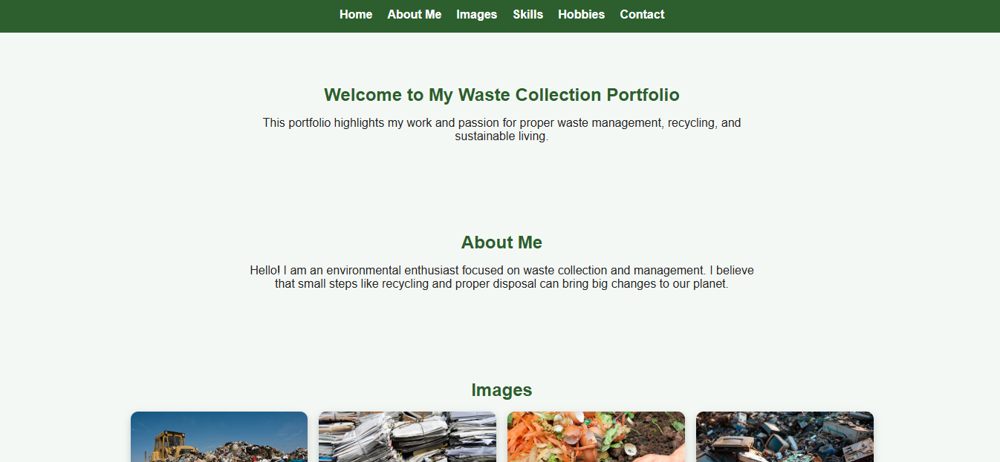 Home About Me Images Skills Hobbies Contact
Welcome to My Waste Collection Portfolio
This portfolio highlights my work and passion for proper waste management, recycling, and
sustainable living.
About Me
Hello! I am an environmental enthusiast focused on waste collection and management. I believe
that small steps like recycling and proper disposal can bring big changes to our planet.
Images